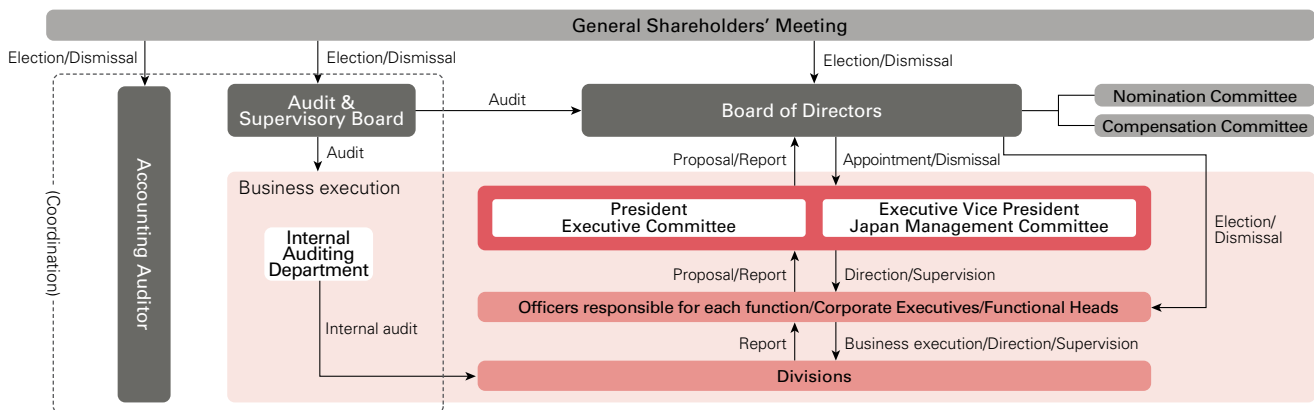 General Shareholders’ Meeting
Election/Dismissal
Election/Dismissal
Election/Dismissal
Audit &
Supervisory Board
Audit
Board of Directors
Nomination Committee
Compensation Committee
Accounting Auditor
(Coordination)
Audit
Proposal/Report
Appointment/Dismissal
Business execution
President
Executive Committee
Executive Vice President
Japan Management Committee
Election/
Dismissal
Internal
Auditing
Department
Proposal/Report
Direction/Supervision
Officers responsible for each function/Corporate Executives/Functional Heads
Internal audit
Report
Business execution/Direction/Supervision
Divisions